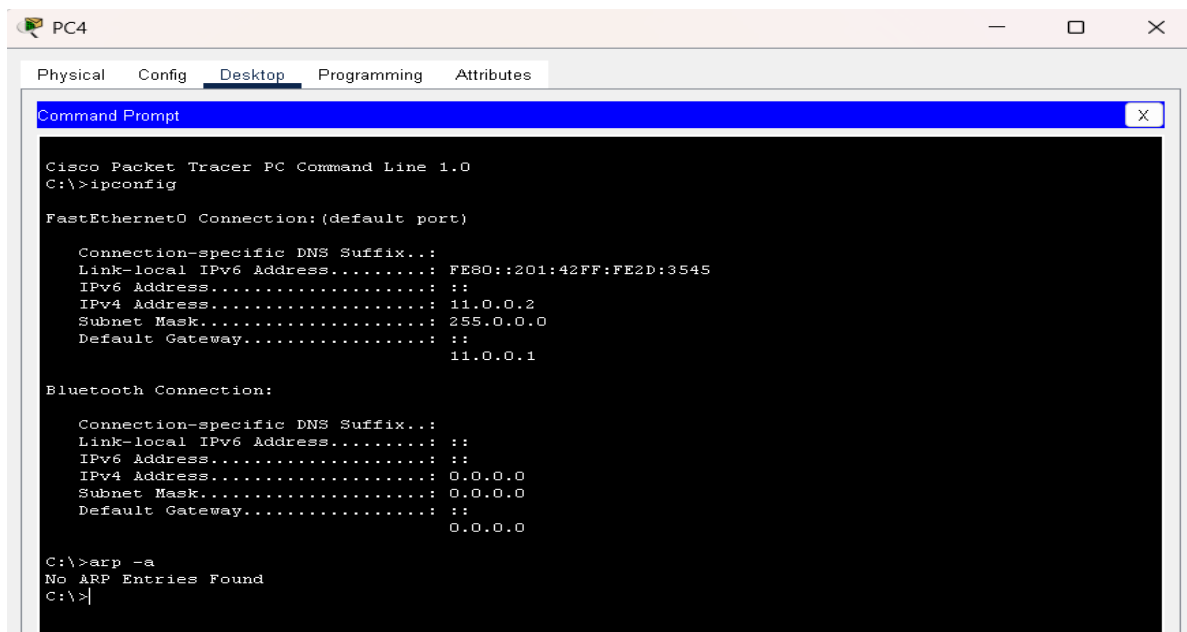 PC4
Physical Config Desktop Programming Attributes
Command Prompt X
Cisco Packet Tracer PC Command Line 1.0
C:\>ipconfig
FastEthernet0 Connection:(default port)
Connection-specific DNS Suffix..:
Link-local IPv6 Address.........: FE80::201:42FF:FE2D:3545
IPv6 Address....................: ::
IPv4 Address....................: 11.0.0.2
Subnet Mask.....................: 255.0.0.0
Default Gateway.................: ::
11.0.0.1
Bluetooth Connection:
Connection-specific DNS Suffix..:
Link-local IPv6 Address.........: ::
IPv6 Address....................: ::
IPv4 Address....................: 0.0.0.0
Subnet Mask.....................: 0.0.0.0
Default Gateway.................: ::
0.0.0.0
C:\>arp -a
No ARP Entries Found
C:\>